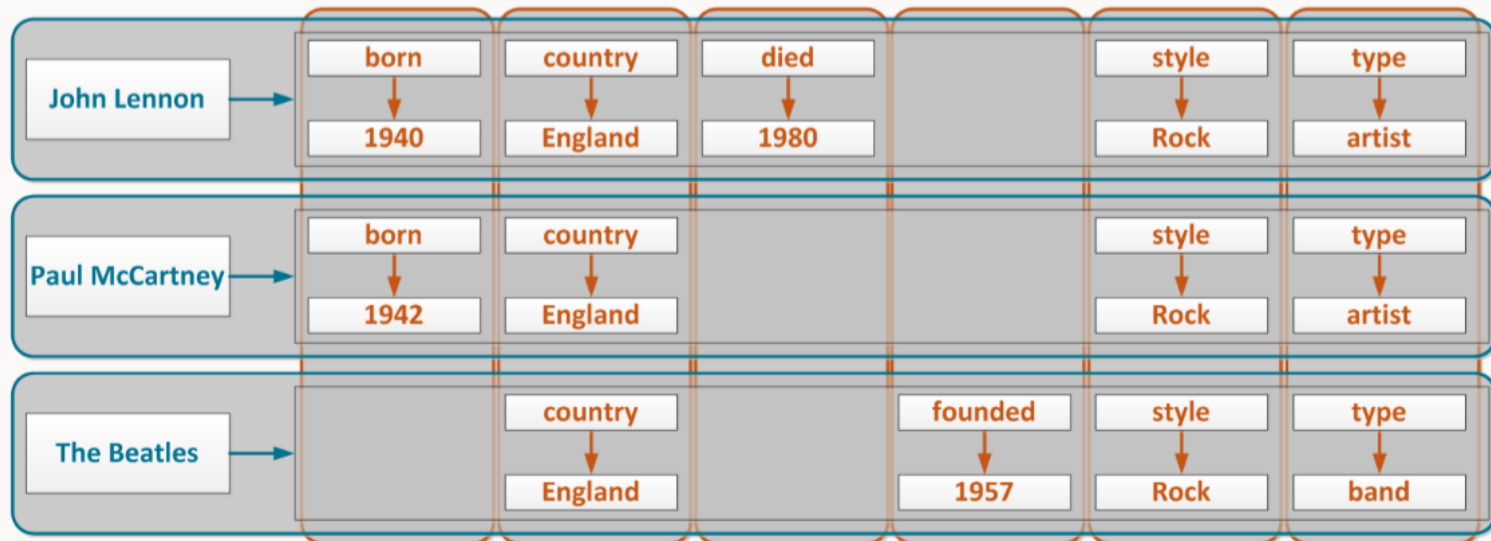 born country died style type
John Lennon
1940 England 1980 Rock artist
born country style type
Paul McCartney
1942 England Rock artist
country founded style type
The Beatles
England 1957 Rock band